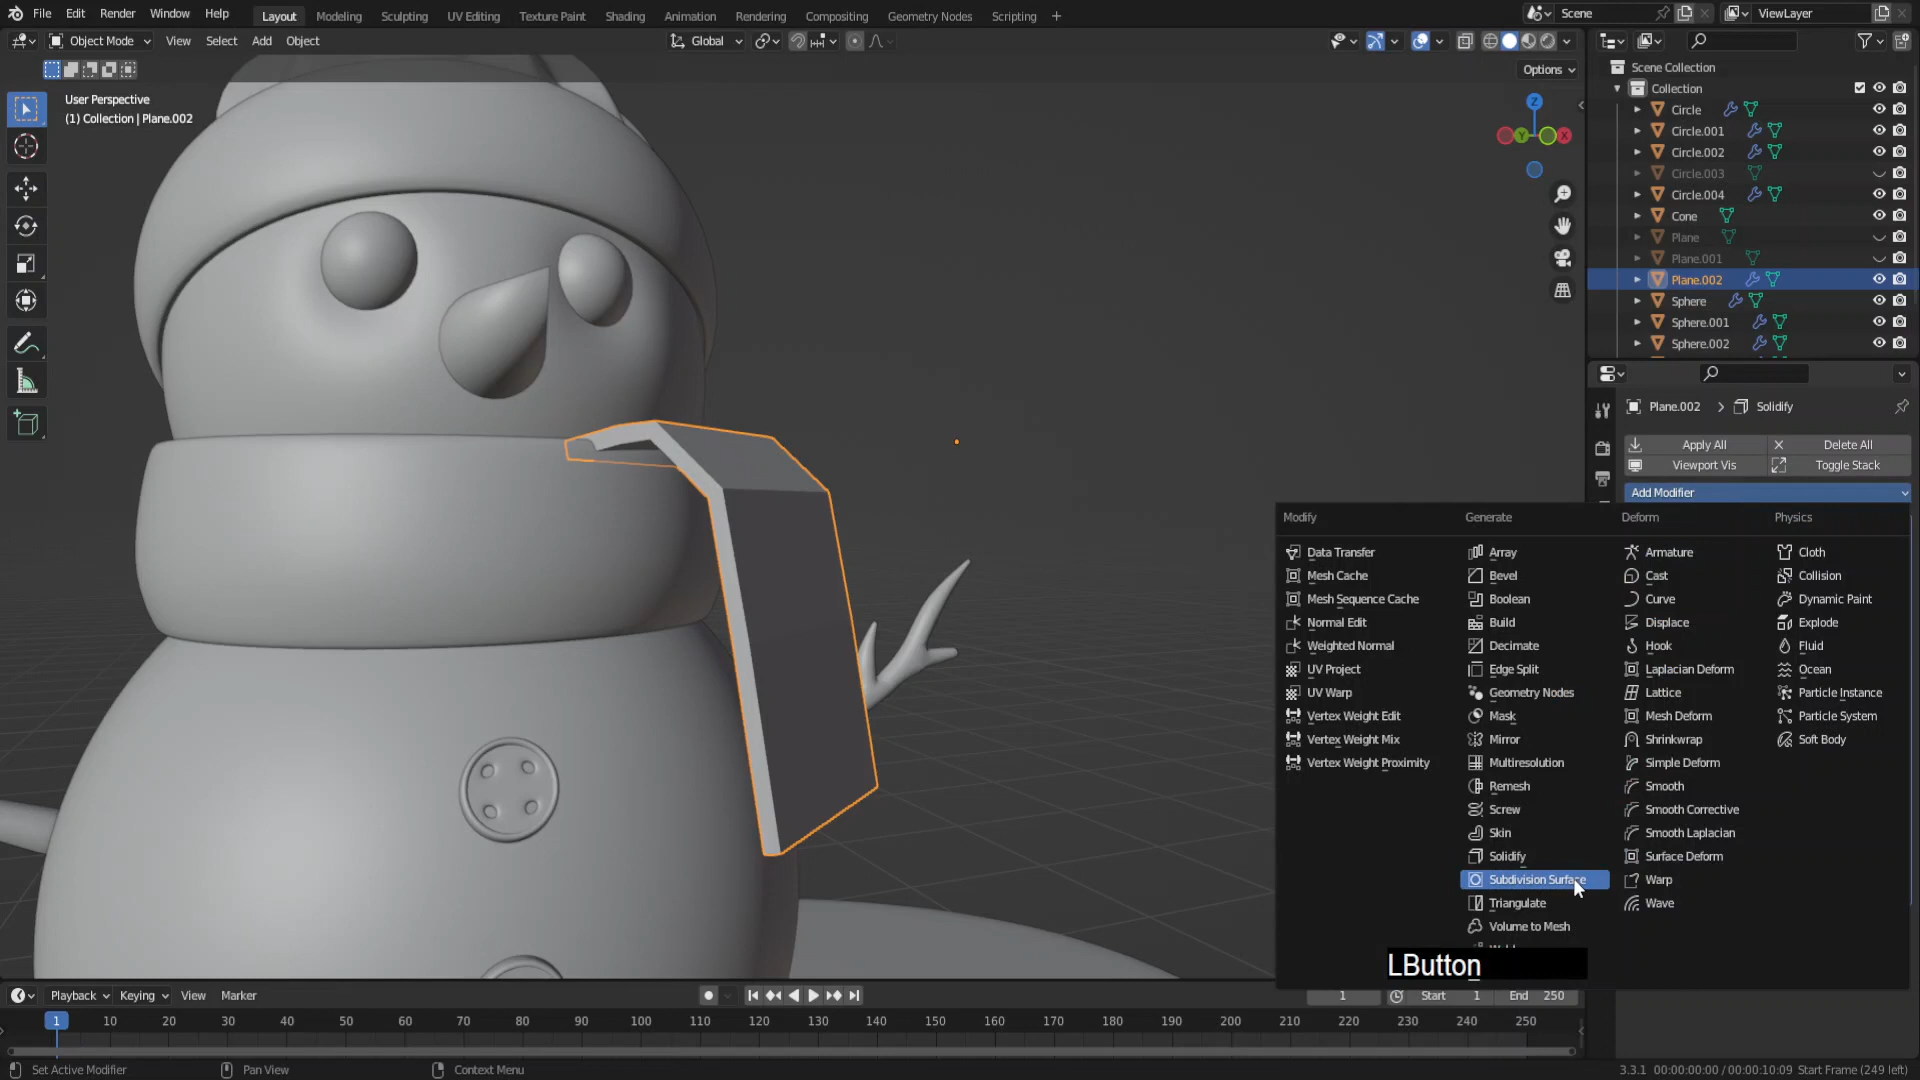 File Edit Render Window Help Layout Modeling Sculpting UV Editing Texture Paint Shading Animation Rendering Compositing Geometry Nodes Scripting + Scene ViewLayer
Object Mode View Select Add Object Global
Options
User Perspective
(1) Collection | Plane.002
Z
Y
X
Scene Collection
Collection
Circle
Circle.001
Circle.002
Circle.003
Circle.004
Cone
Plane
Plane.001
Plane.002
Sphere
Sphere.001
Sphere.002
Plane.002 > Solidify
Apply All Delete All
Viewport Vis Toggle Stack
Add Modifier
Modify Generate Deform Physics
Data Transfer Array Armature Cloth
Mesh Cache Bevel Cast Collision
Mesh Sequence Cache Boolean Curve Dynamic Paint
Normal Edit Build Displace Explode
Weighted Normal Decimate Hook Fluid
UV Project Edge Split Laplacian Deform Ocean
UV Warp Geometry Nodes Lattice Particle Instance
Vertex Weight Edit Mask Mesh Deform Particle System
Vertex Weight Mix Mirror Shrinkwrap Soft Body
Vertex Weight Proximity Multiresolution Simple Deform
Remesh Smooth
Screw Smooth Corrective
Skin Smooth Laplacian
Solidify Surface Deform
Subdivision Surface Warp
Triangulate Wave
Volume to Mesh
LButton
Playback Keying View Marker 1 Start 1 End 250
1 10 20 30 40 50 60 70 80 90 100 110 120 130 140 150 160 170 180 190 200 210 220 230 240 250
Set Active Modifier Pan View Context Menu 3.3.1 00:00:00:00 / 00:00:10:09 Start Frame (249 left)